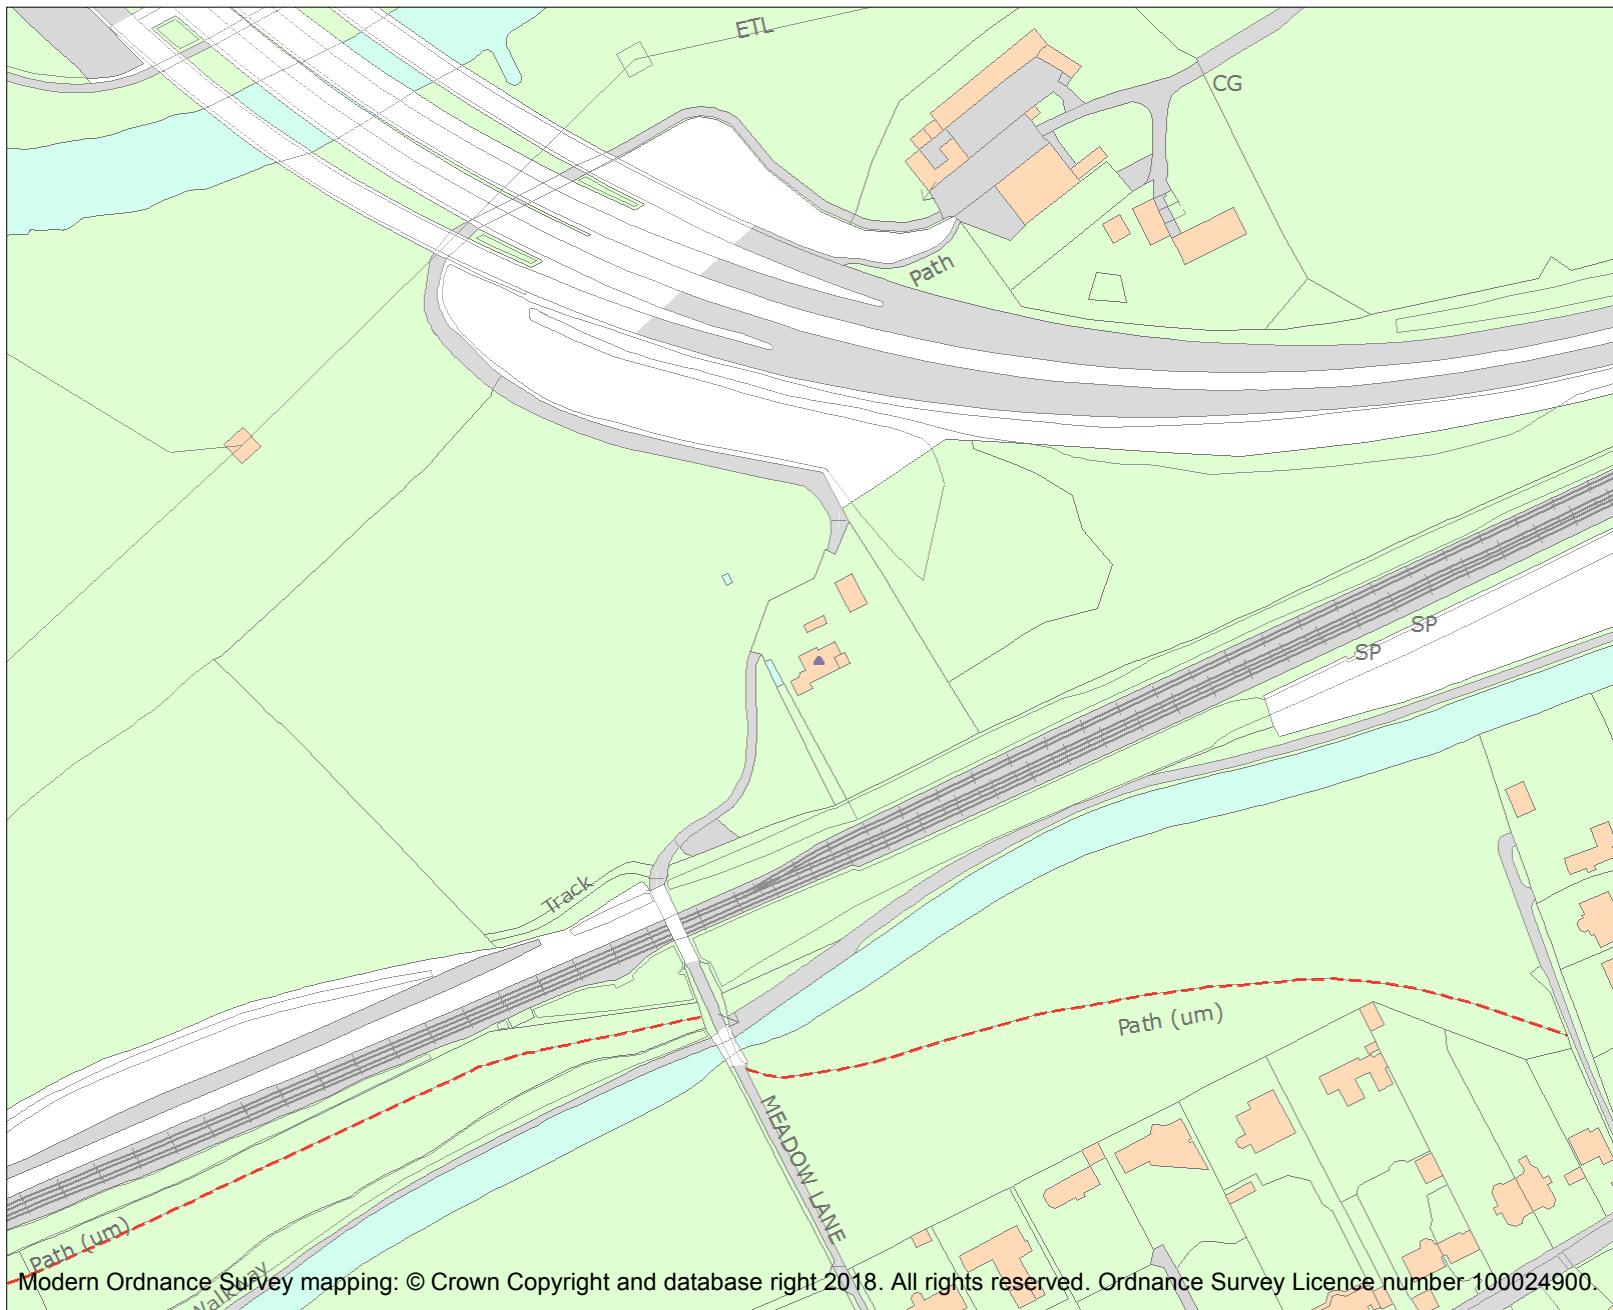 ETL
CG
Path
SP
SP
Track
Path (um)
MEADOW LANE
Path (um)
Walkway
Modern Ordnance Survey mapping: © Crown Copyright and database right 2018. All rights reserved. Ordnance Survey Licence number 100024900.